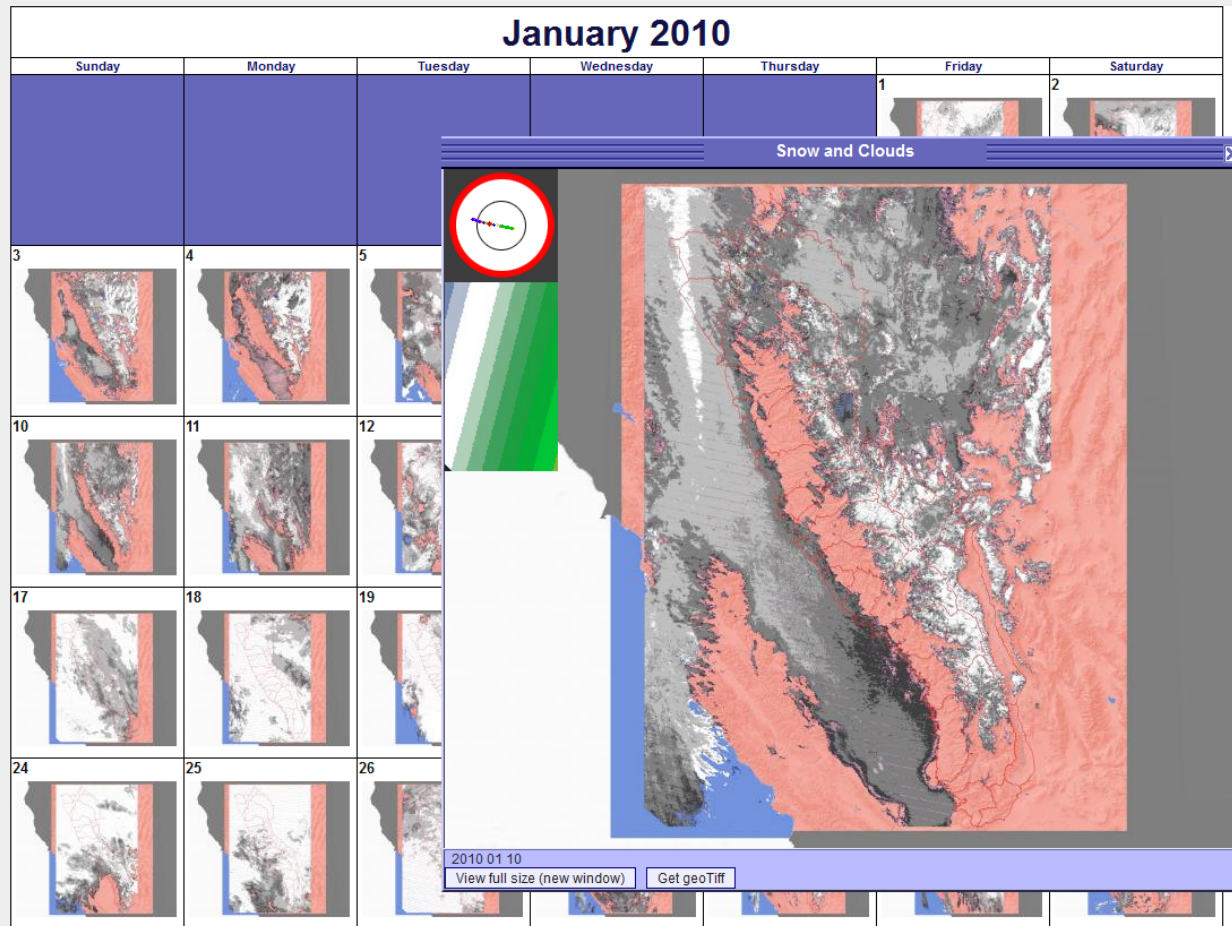 January 2010
Sunday Monday Tuesday Wednesday Thursday Friday Saturday
1 2
Snow and Clouds
3 4 5
10 11 12
17 18 19
24 25 26
2010 01 10
View full size (new window) Get geoTiff